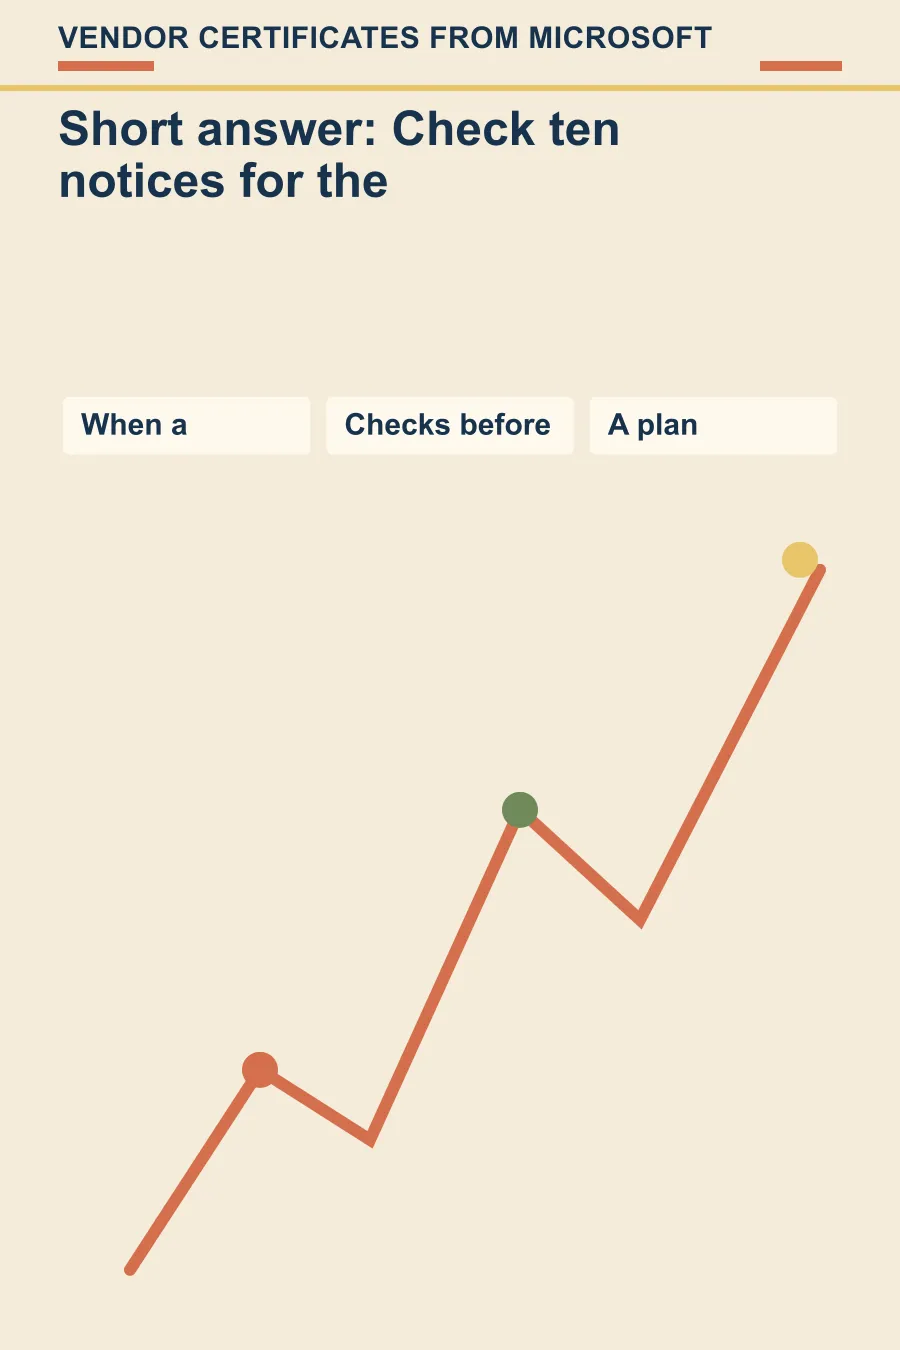 VENDOR CERTIFICATES FROM MICROSOFT
Short answer: Check ten
notices for the
When a
Checks before
A plan